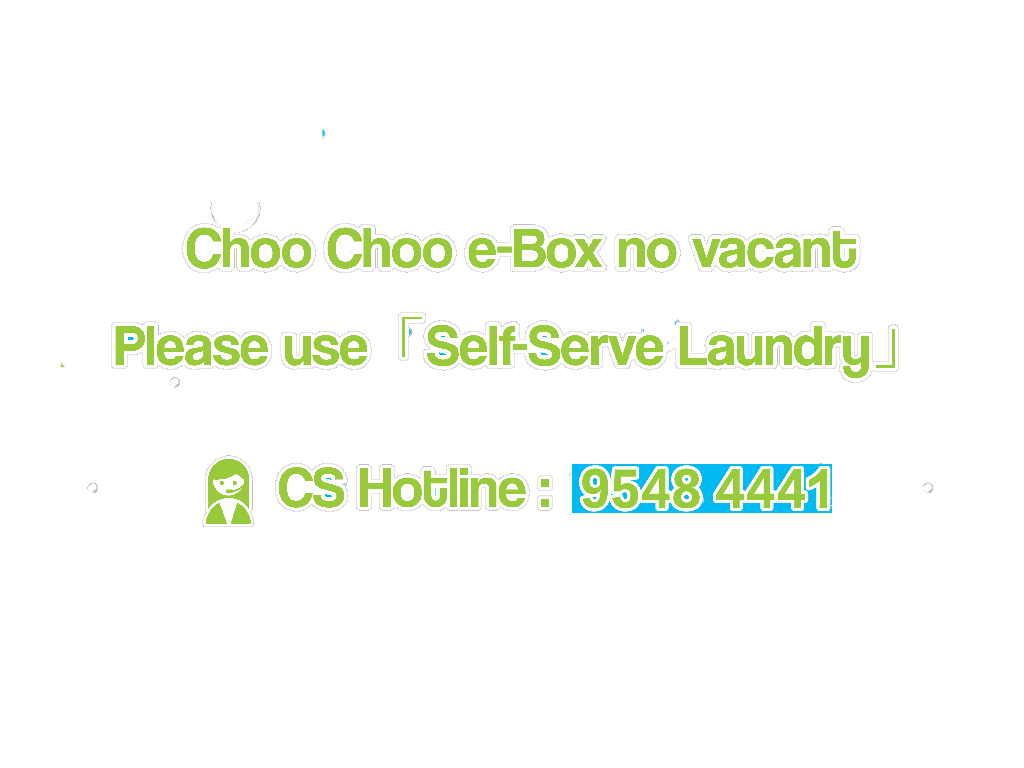 Choo Choo e-Box no vacant
Please use「Self-Serve Laundry」
CS Hotline : 9548 4441